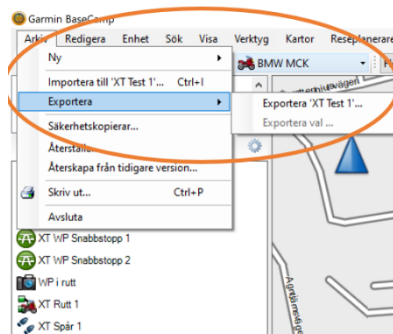 Garmin BaseCamp
Arkiv Redigera Enhet Sök Visa Verktyg Kartor Reseplanerare
Ny
BMW MCK
Importera till 'XT Test 1'... Ctrl+I
Exportera
Exportera 'XT Test 1'...
Exportera val ...
Säkerhetskopierar...
Återställer
Återskapa från tidigare version...
Skriv ut... Ctrl+P
Avsluta
XT WP Snabbstopp 1
XT WP Snabbstopp 2
WP i rutt
XT Rutt 1
XT Spår 1